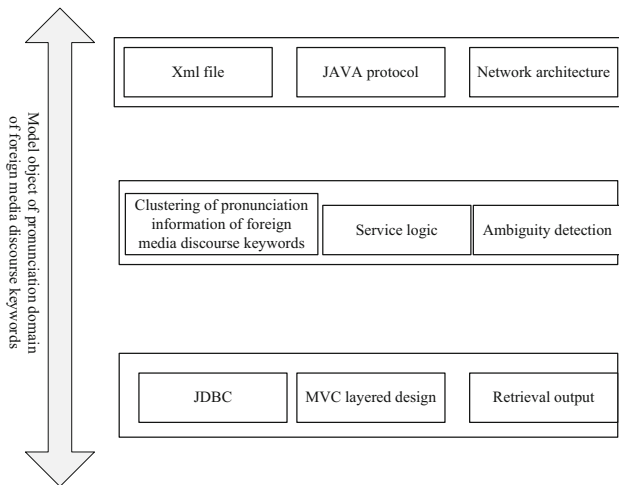 Model object of pronunciation domain
of foreign media discourse keywords
Xml file
JAVA protocol
Network architecture
Clustering of pronunciation
information of foreign
media discourse keywords
Service logic
Ambiguity detection
JDBC
MVC layered design
Retrieval output